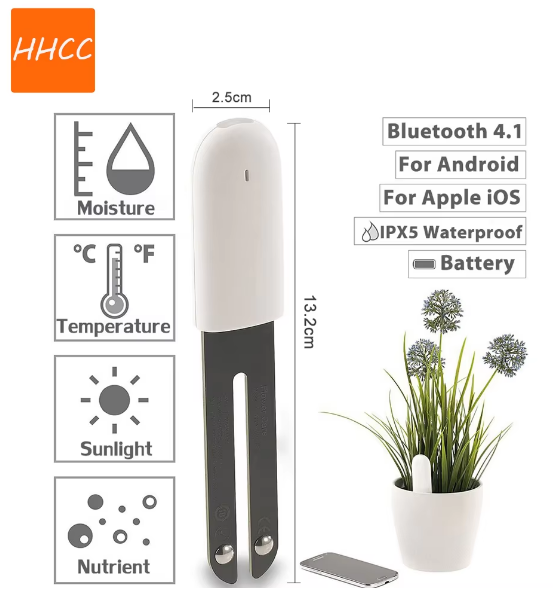 HHCC
2.5cm
Moisture
°C °F
Temperature
Sunlight
Nutrient
13.2cm
Bluetooth 4.1
For Android
For Apple iOS
IPX5 Waterproof
Battery